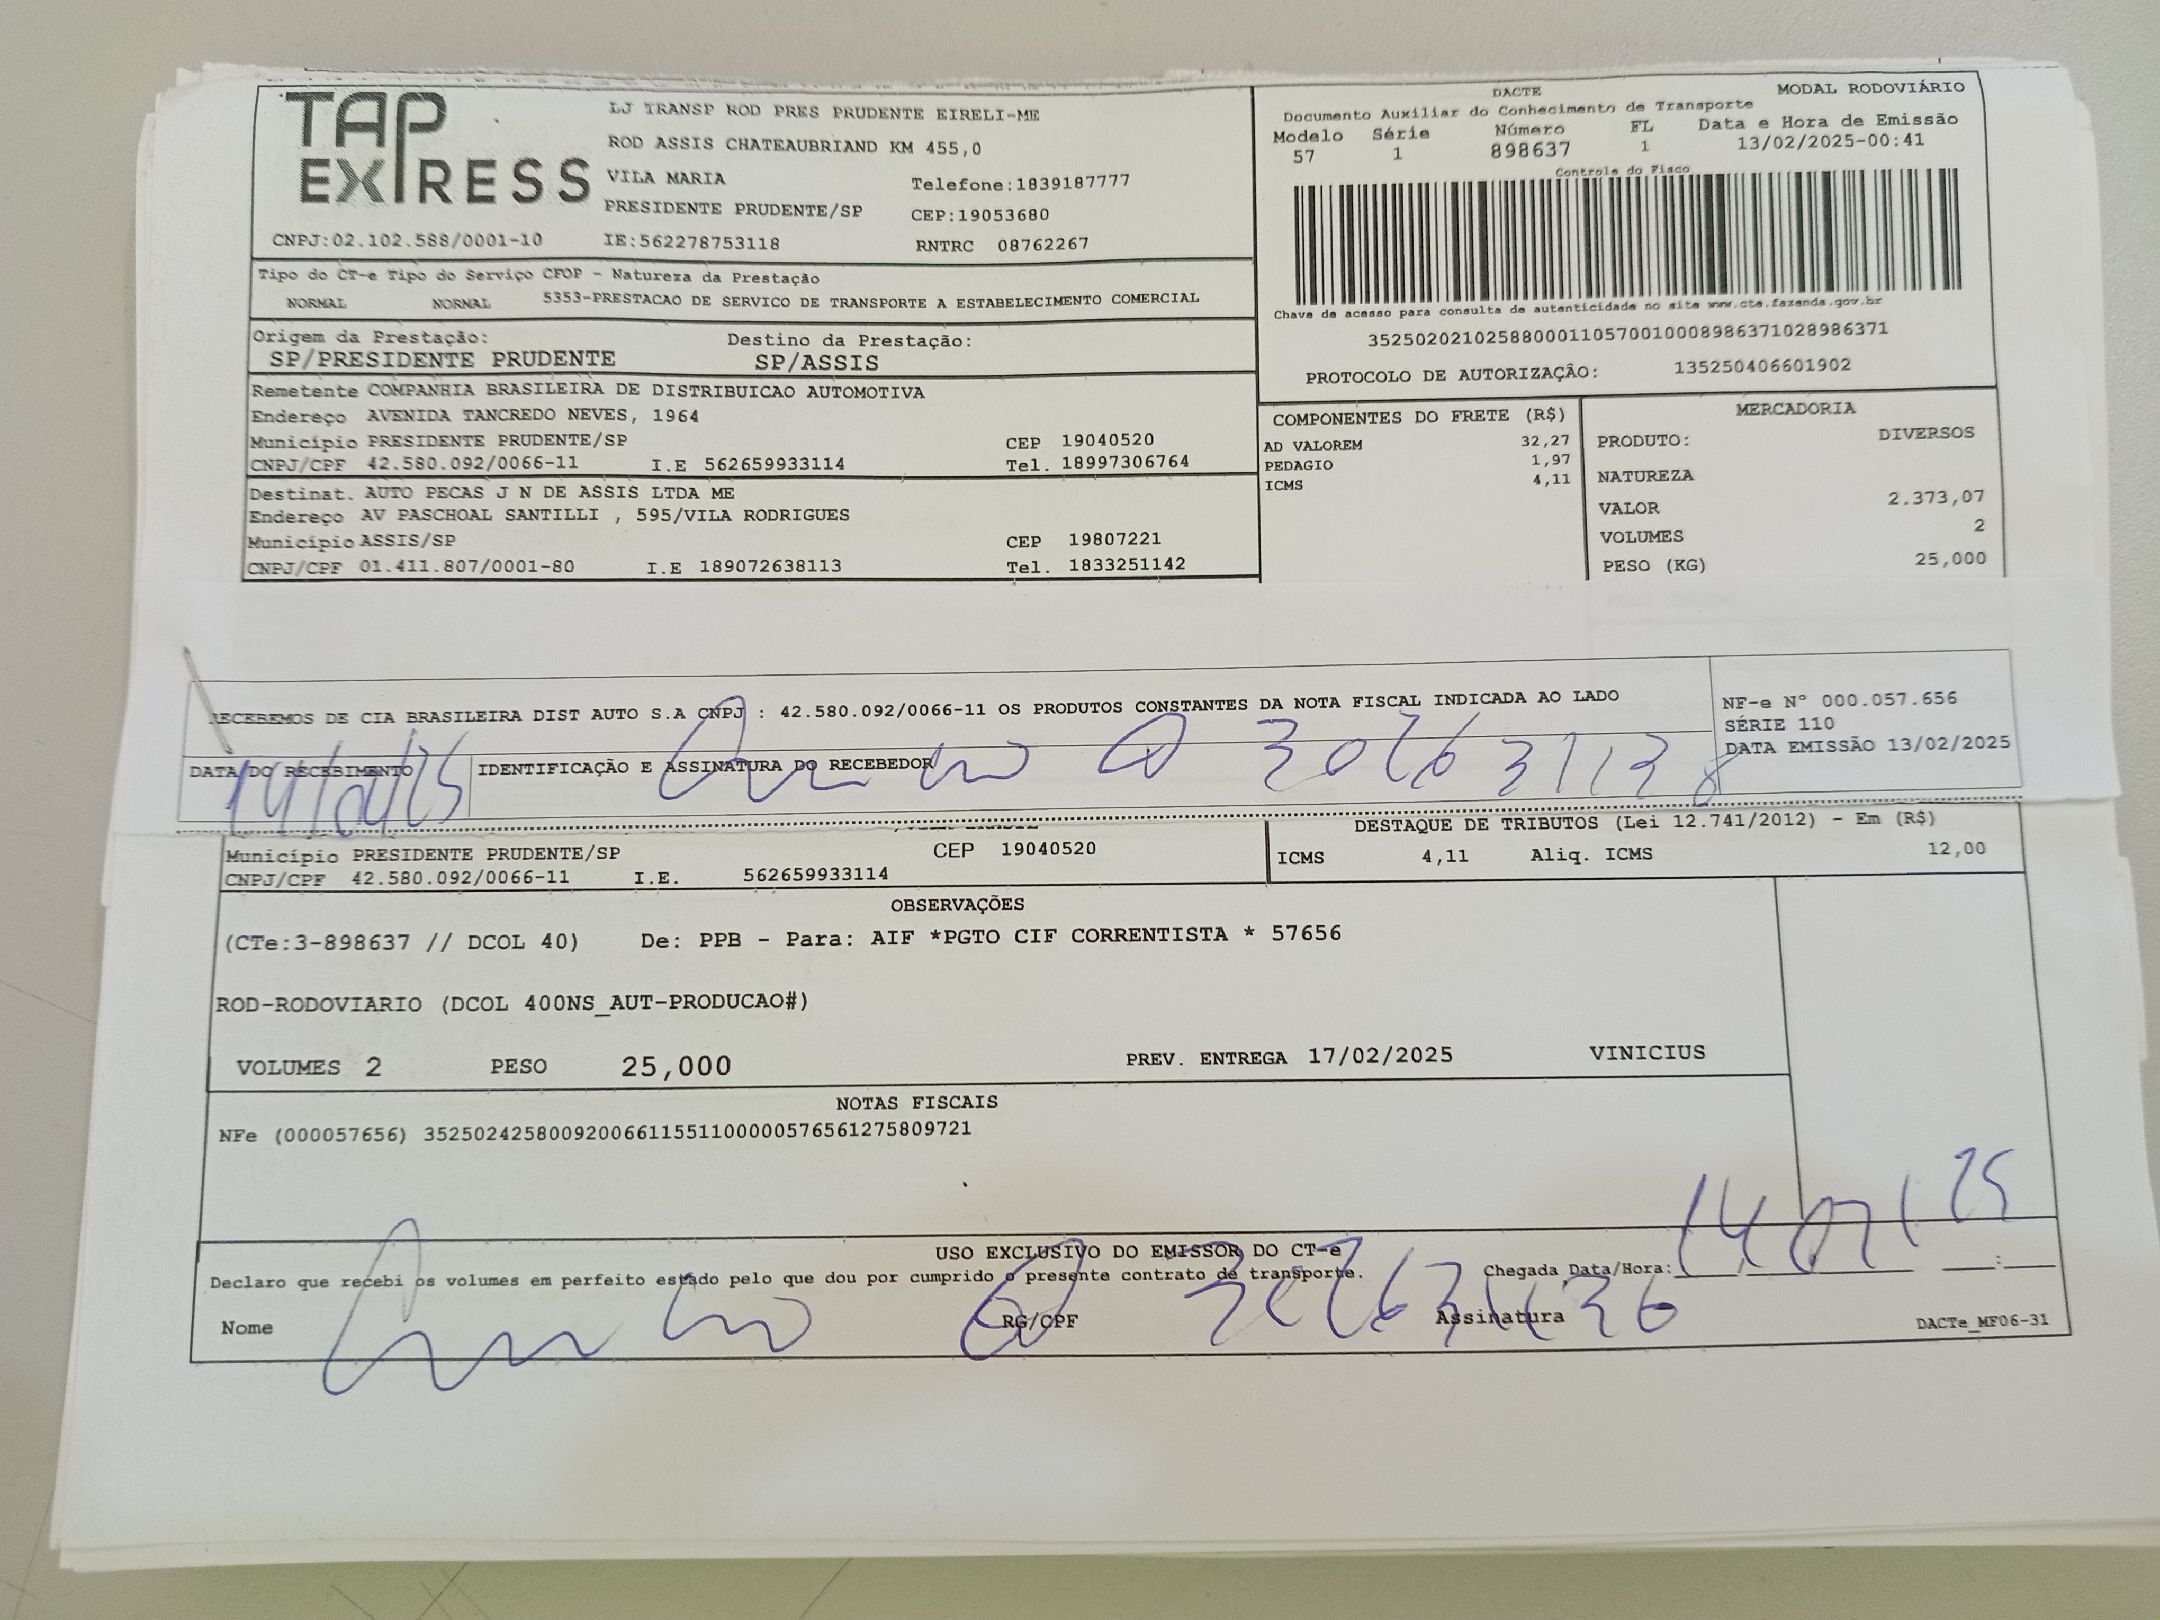 TAP
EXPRESS
LJ TRANSP ROD PRES PRUDENTE EIRELI-ME
ROD ASSIS CHATEAUBRIAND KM 455,0
VILA MARIA
Telefone:1839187777
PRESIDENTE PRUDENTE/SP
CEP:19053680
CNPJ:02.102.588/0001-10
IE:562278753118
RNTRC 08762267
DACTE
MODAL RODOVIÁRIO
Documento Auxiliar do Conhecimento de Transporte
Modelo Série Número FL Data e Hora de Emissão
57 1 898637 1 13/02/2025-00:41
Controle do Fisco
Chave de acesso para consulta de autenticidade no site www.cte.fazenda.gov.br
35250202102588000110570010008986371028986371
PROTOCOLO DE AUTORIZAÇÃO: 135250406601902
Tipo do CT-e Tipo do Serviço CFOP - Natureza da Prestação
NORMAL NORMAL 5353-PRESTACAO DE SERVICO DE TRANSPORTE A ESTABELECIMENTO COMERCIAL
Origem da Prestação: Destino da Prestação:
SP/PRESIDENTE PRUDENTE SP/ASSIS
Remetente COMPANHIA BRASILEIRA DE DISTRIBUICAO AUTOMOTIVA
Endereço AVENIDA TANCREDO NEVES, 1964
Município PRESIDENTE PRUDENTE/SP CEP 19040520
CNPJ/CPF 42.580.092/0066-11 I.E 562659933114 Tel. 18997306764
Destinat. AUTO PECAS J N DE ASSIS LTDA ME
Endereço AV PASCHOAL SANTILLI , 595/VILA RODRIGUES
Município ASSIS/SP CEP 19807221
CNPJ/CPF 01.411.807/0001-80 I.E 189072638113 Tel. 1833251142
COMPONENTES DO FRETE (R$)
AD VALOREM 32,27
PEDAGIO 1,97
ICMS 4,11
MERCADORIA
PRODUTO: DIVERSOS
NATUREZA
VALOR 2.373,07
VOLUMES 2
PESO (KG) 25,000
RECEBEMOS DE CIA BRASILEIRA DIST AUTO S.A CNPJ : 42.580.092/0066-11 OS PRODUTOS CONSTANTES DA NOTA FISCAL INDICADA AO LADO
NF-e N° 000.057.656
SÉRIE 110
DATA EMISSÃO 13/02/2025
DATA DO RECEBIMENTO
IDENTIFICAÇÃO E ASSINATURA DO RECEBEDOR
Município PRESIDENTE PRUDENTE/SP CEP 19040520
CNPJ/CPF 42.580.092/0066-11 I.E. 562659933114
DESTAQUE DE TRIBUTOS (Lei 12.741/2012) - Em (R$)
ICMS 4,11 Aliq. ICMS 12,00
OBSERVAÇÕES
(CTe:3-898637 // DCOL 40) De: PPB - Para: AIF *PGTO CIF CORRENTISTA * 57656
ROD-RODOVIARIO (DCOL 400NS_AUT-PRODUCAO#)
VOLUMES 2 PESO 25,000 PREV. ENTREGA 17/02/2025 VINICIUS
NOTAS FISCAIS
NFe (000057656) 35250242580092006611551100000576561275809721
USO EXCLUSIVO DO EMISSOR DO CT-e
Declaro que recebi os volumes em perfeito estado pelo que dou por cumprido o presente contrato de transporte.
Chegada Data/Hora:
Nome RG/CPF Assinatura
DACTe_MF06-31